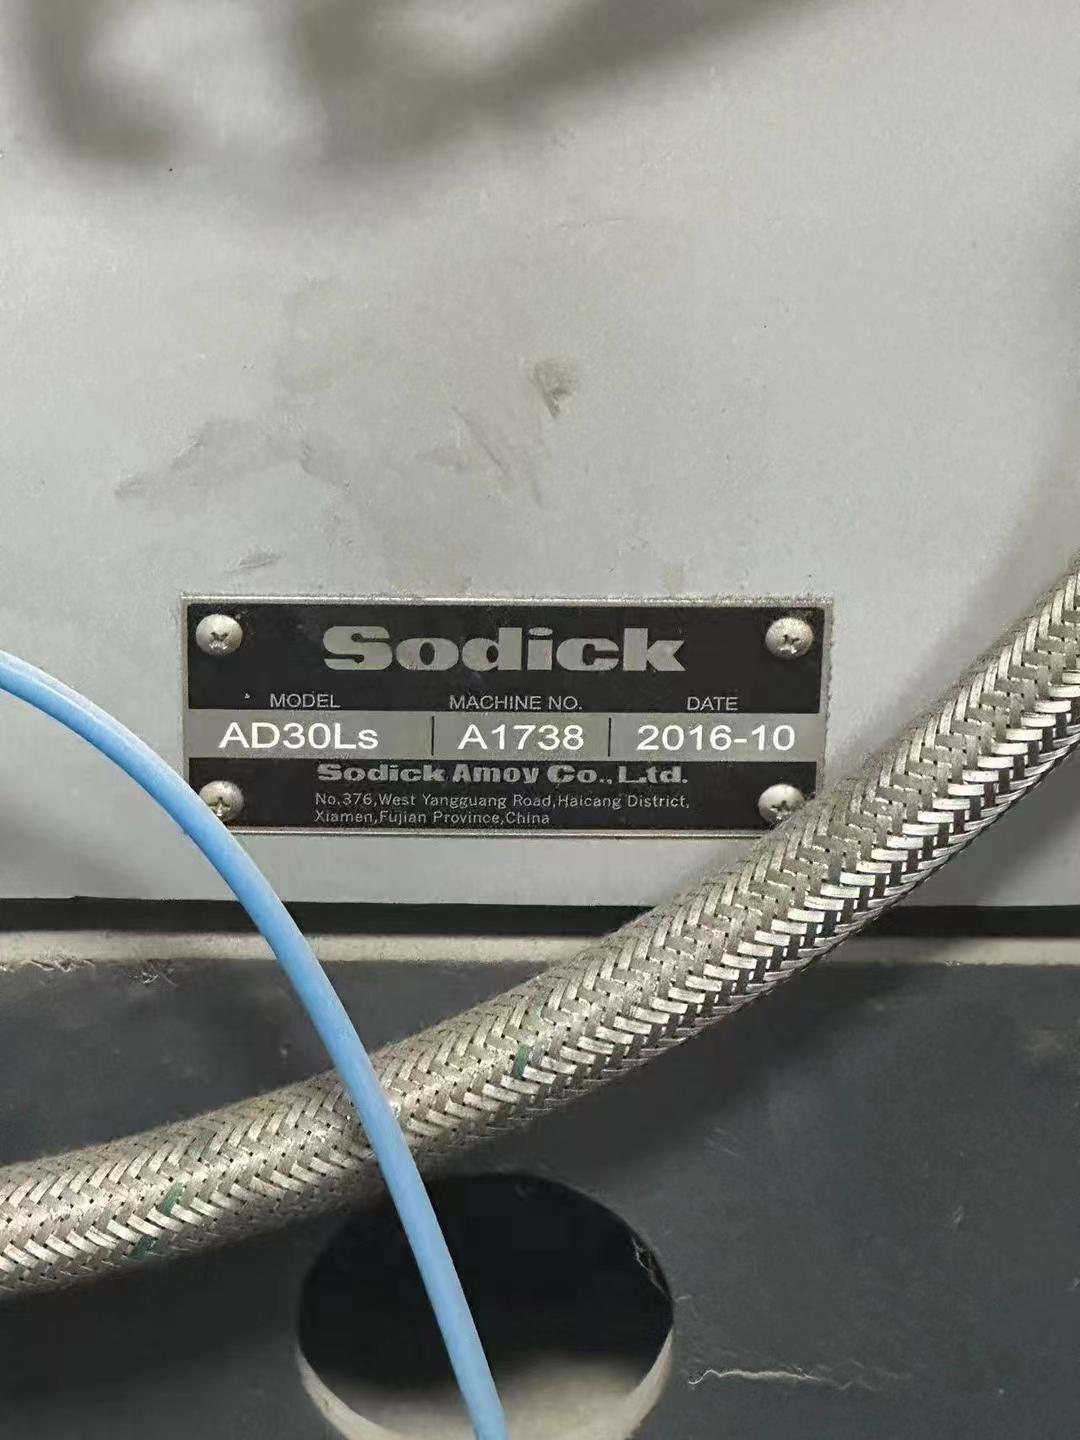 Sodick
MODEL MACHINE NO. DATE
AD30Ls A1738 2016-10
Sodick Amoy Co., Ltd.
No.376,West Yangguang Road,Haicang District,
Xiamen,Fujian Province,China